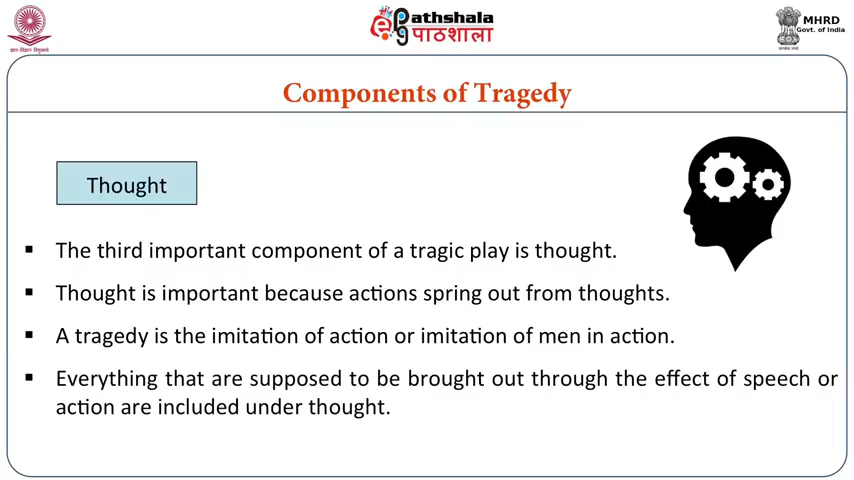 ePathshala
पाठशाला
MHRD
Govt. of India
Components of Tragedy
Thought
▪ The third important component of a tragic play is thought.
▪ Thought is important because actions spring out from thoughts.
▪ A tragedy is the imitation of action or imitation of men in action.
▪ Everything that are supposed to be brought out through the effect of speech or
action are included under thought.